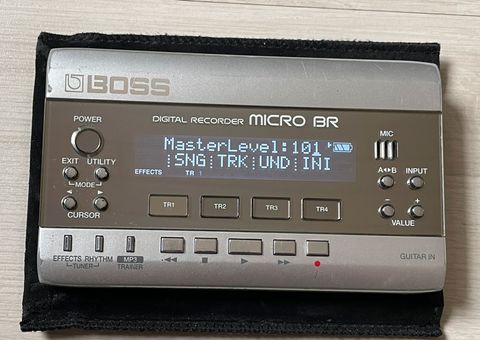 BOSS
DIGITAL RECORDER MICRO BR
POWER
MasterLevel:101
SNG TRK UND INI
EFFECTS TR 1
MIC
EXIT UTILITY
MODE
CURSOR
A B INPUT
- +
VALUE
TR1 TR2 TR3 TR4
EFFECTS RHYTHM MP3
TUNER TRAINER
GUITAR IN